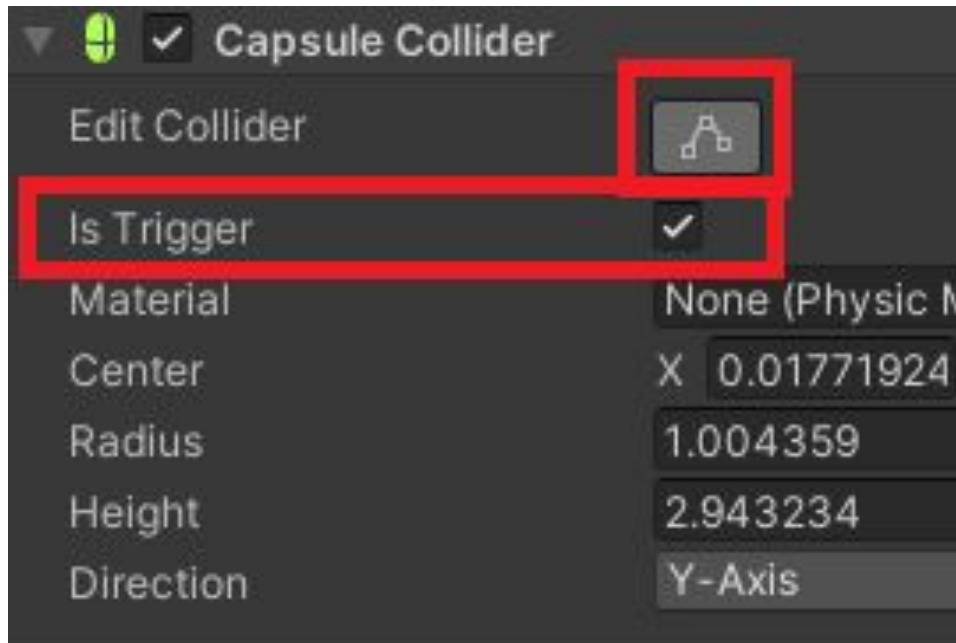 Capsule Collider
Edit Collider
Is Trigger
Material None (Physic
Center X 0.01771924
Radius 1.004359
Height 2.943234
Direction Y-Axis